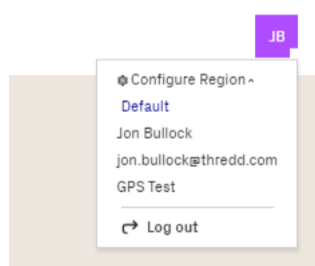 JB
Configure Region
Default
Jon Bullock
jon.bullock@thredd.com
GPS Test
Log out